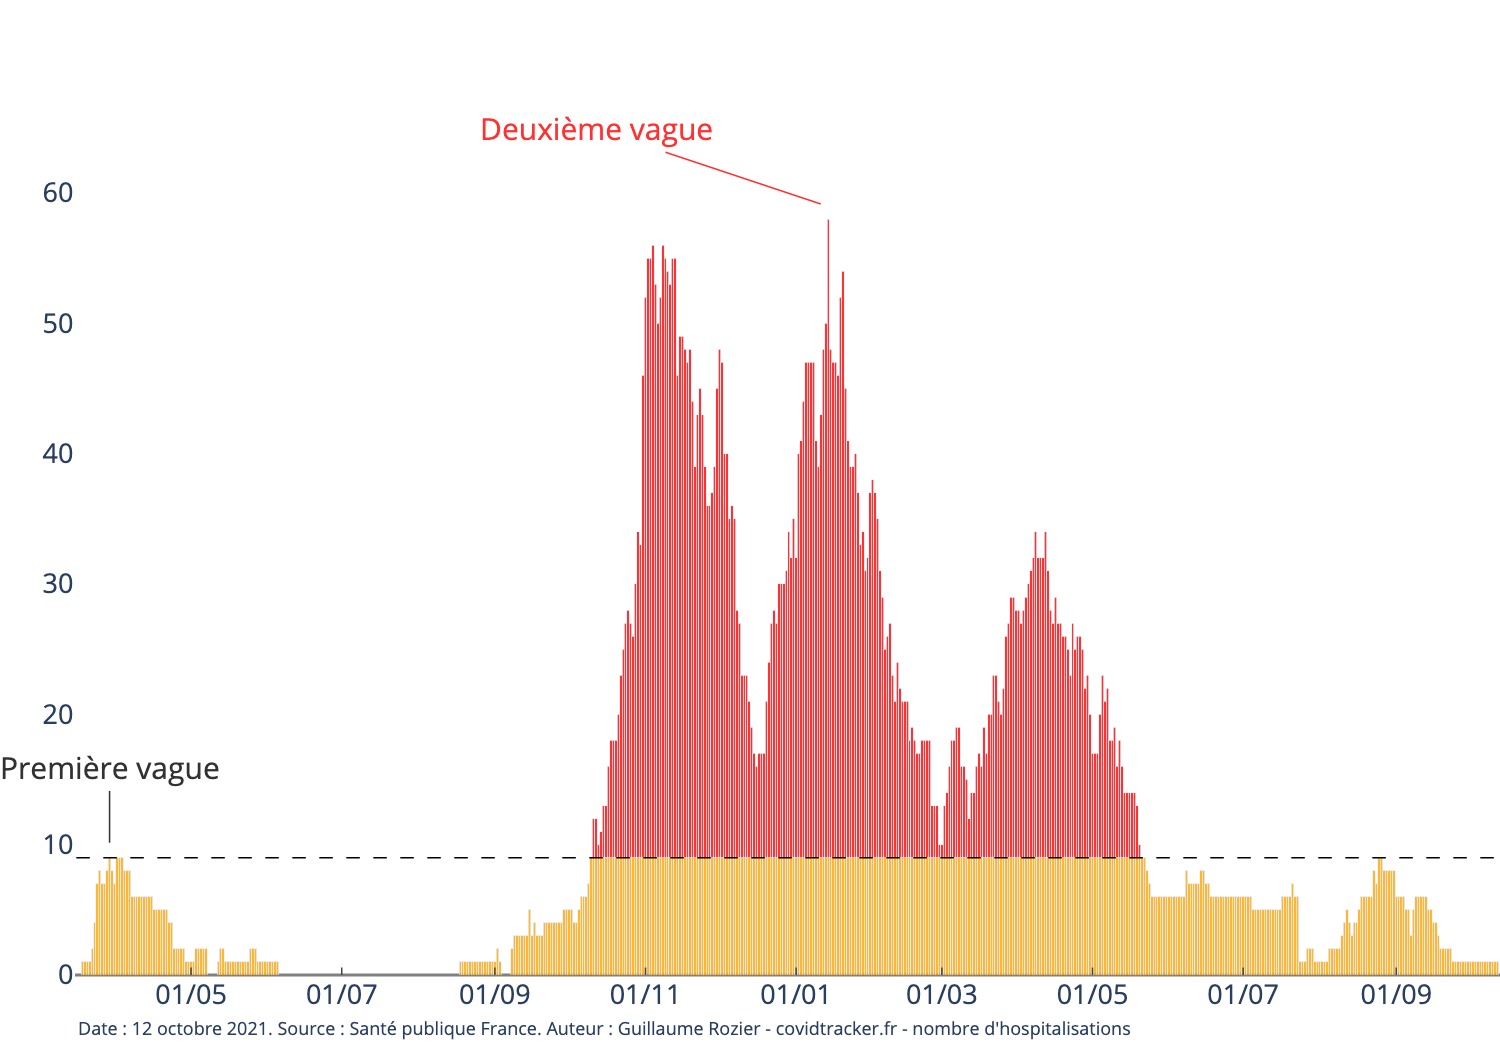 Deuxième vague
60
50
40
30
20
Première vague
10
0
01/05 01/07 01/09 01/11 01/01 01/03 01/05 01/07 01/09
Date : 12 octobre 2021. Source : Santé publique France. Auteur : Guillaume Rozier - covidtracker.fr - nombre d'hospitalisations